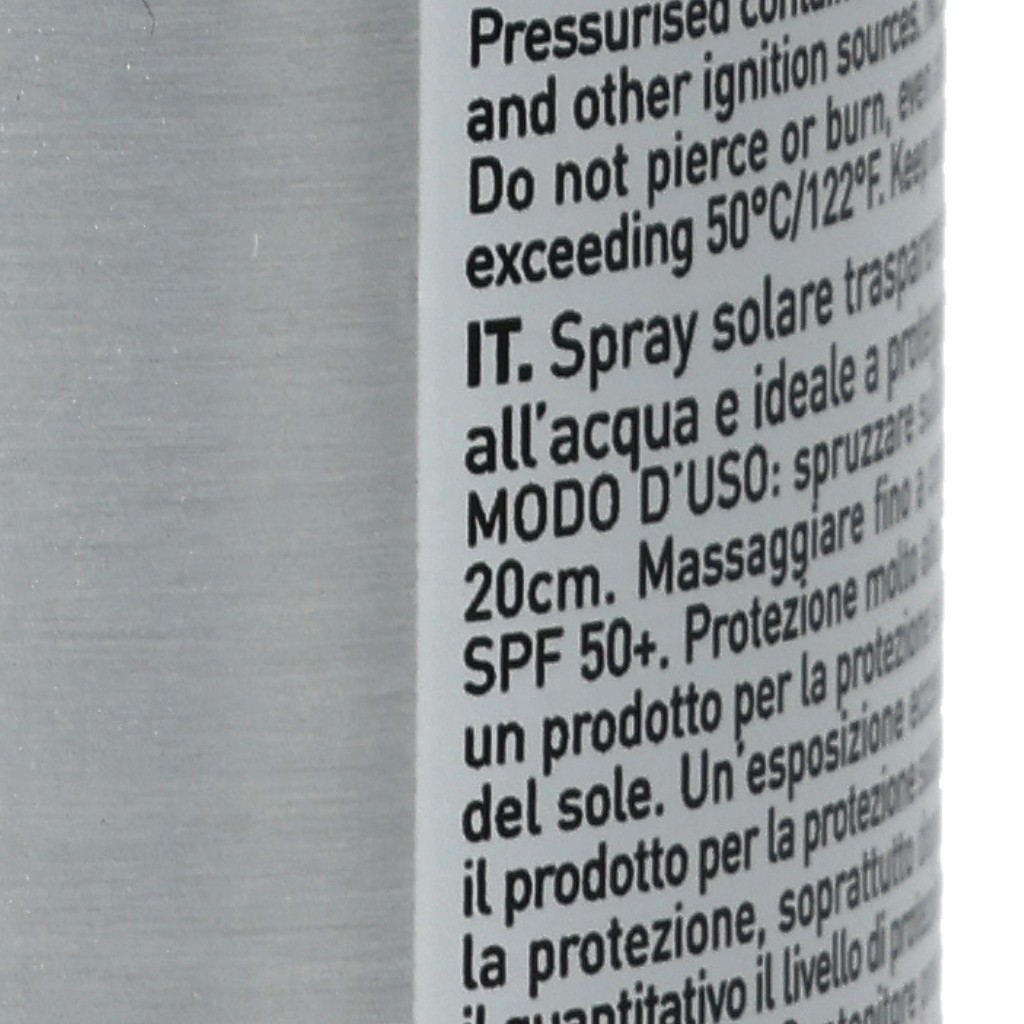 Pressurised
and other ignition sources.
Do not pierce or burn, even
exceeding 50°C/122°F. Keep
IT. Spray solare
all'acqua e ideale a
MODO D'USO: spruzzare
20cm. Massaggiare fino a
SPF 50+. Protezione molto
un prodotto per la protezione
del sole. Un'esposizione
il prodotto per la protezione
la protezione, soprattutto
il quantitativo il livello di